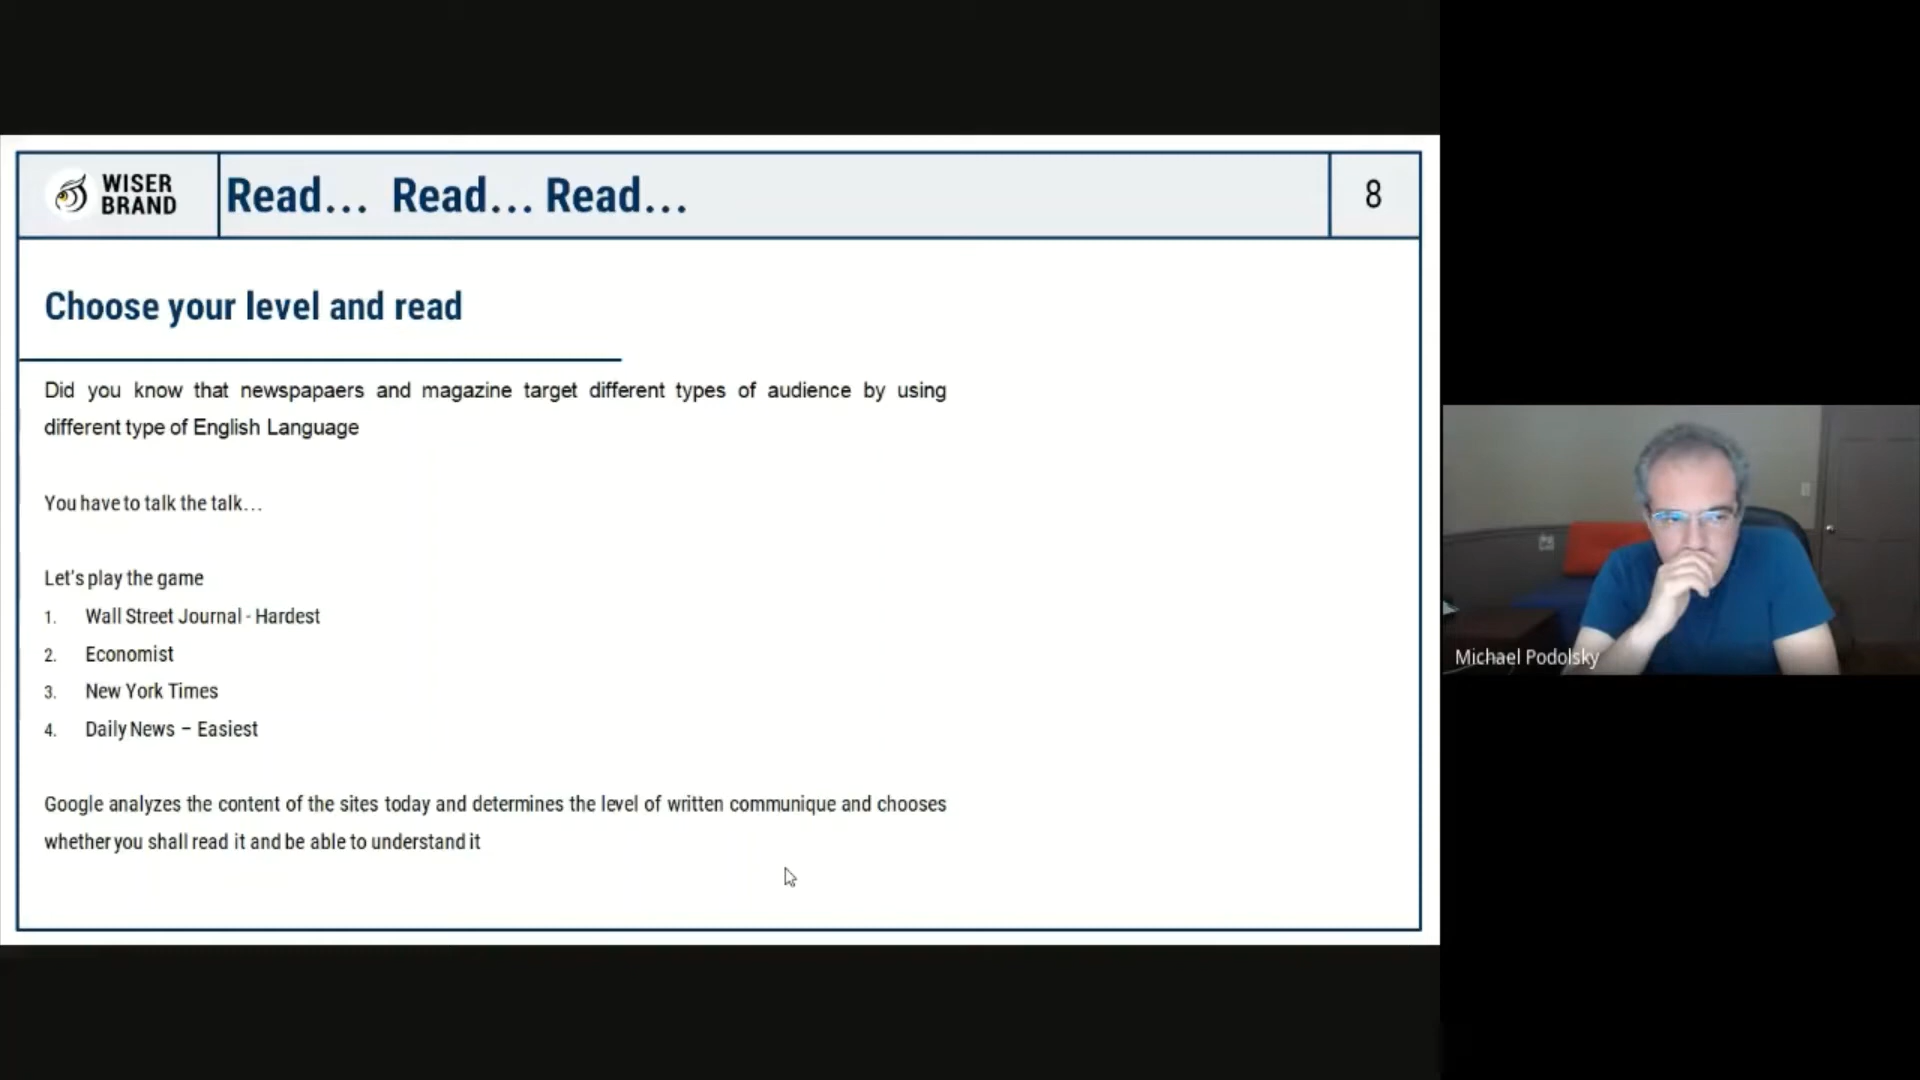 WISER
BRAND
Read... Read... Read...
8
Choose your level and read
Did you know that newspapaers and magazine target different types of audience by using
different type of English Language
You have to talk the talk...
Let's play the game
1. Wall Street Journal - Hardest
2. Economist
3. New York Times
4. Daily News – Easiest
Google analyzes the content of the sites today and determines the level of written communique and chooses
whether you shall read it and be able to understand it
Michael Podolsky